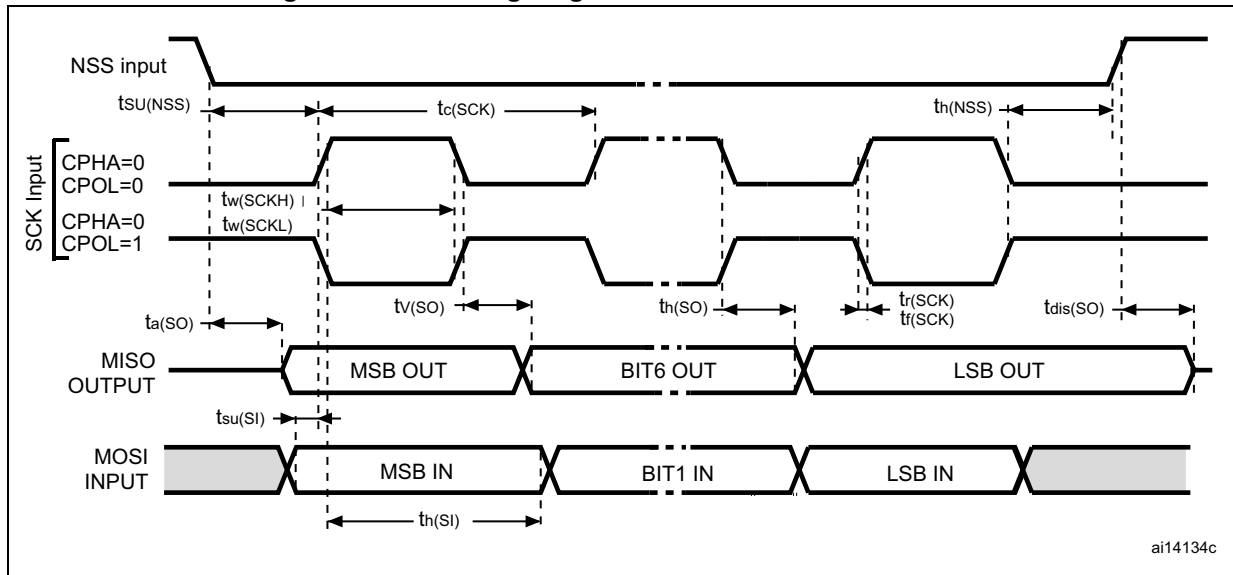 NSS input
tSU(NSS)
tc(SCK)
th(NSS)
SCK Input
CPHA=0
CPOL=0
tw(SCKH)
CPHA=0
tw(SCKL)
CPOL=1
tV(SO)
th(SO)
tr(SCK)
tf(SCK)
ta(SO)
tdis(SO)
MISO
OUTPUT
MSB OUT
BIT6 OUT
LSB OUT
tsu(SI)
MOSI
INPUT
MSB IN
BIT1 IN
LSB IN
th(SI)
ai14134c